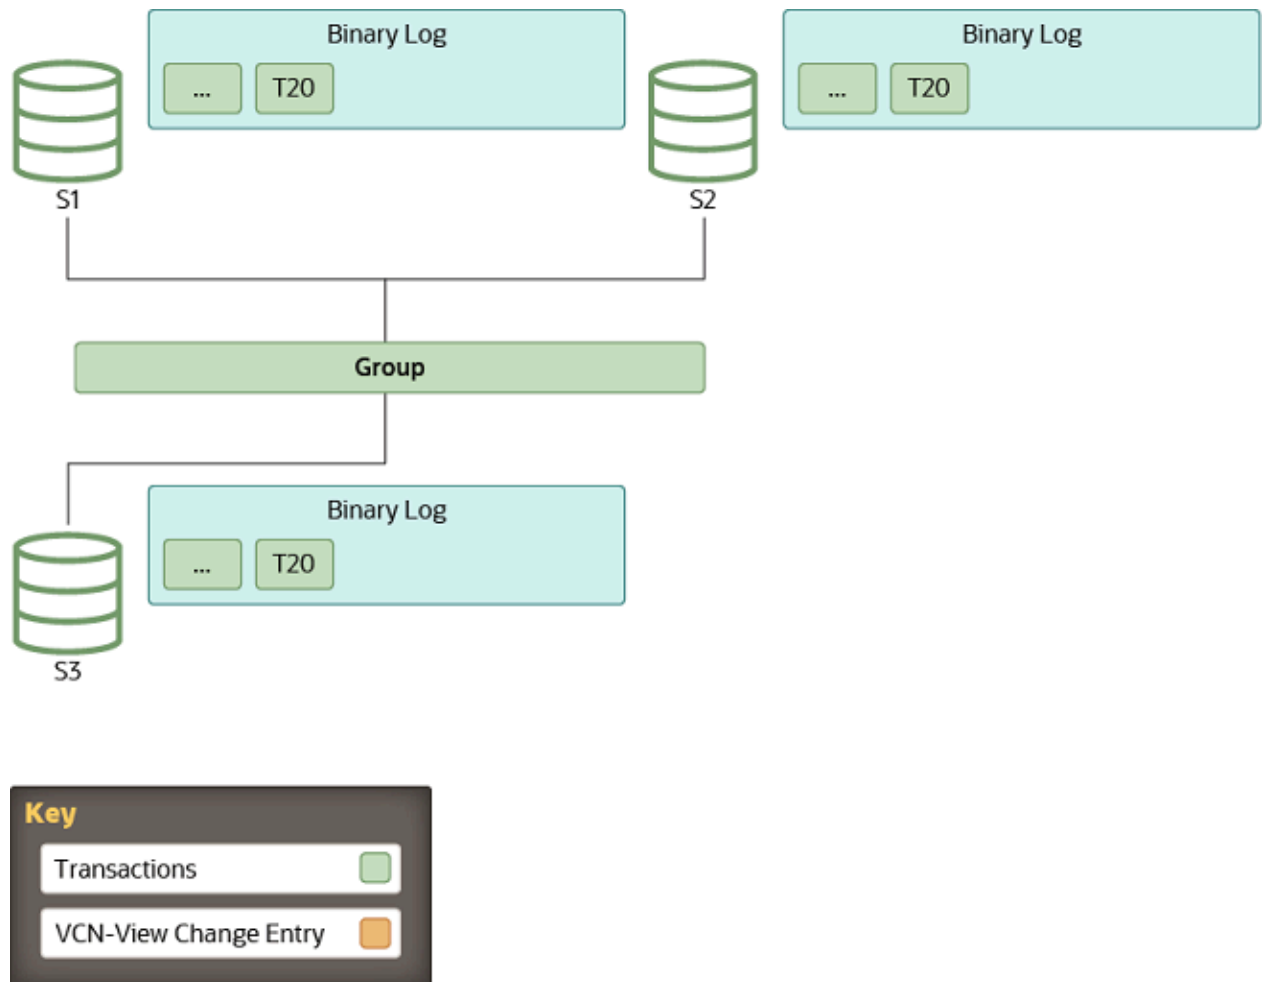 Binary Log
... T20
S1
Binary Log
... T20
S2
Group
Binary Log
... T20
S3
Key
Transactions
VCN-View Change Entry